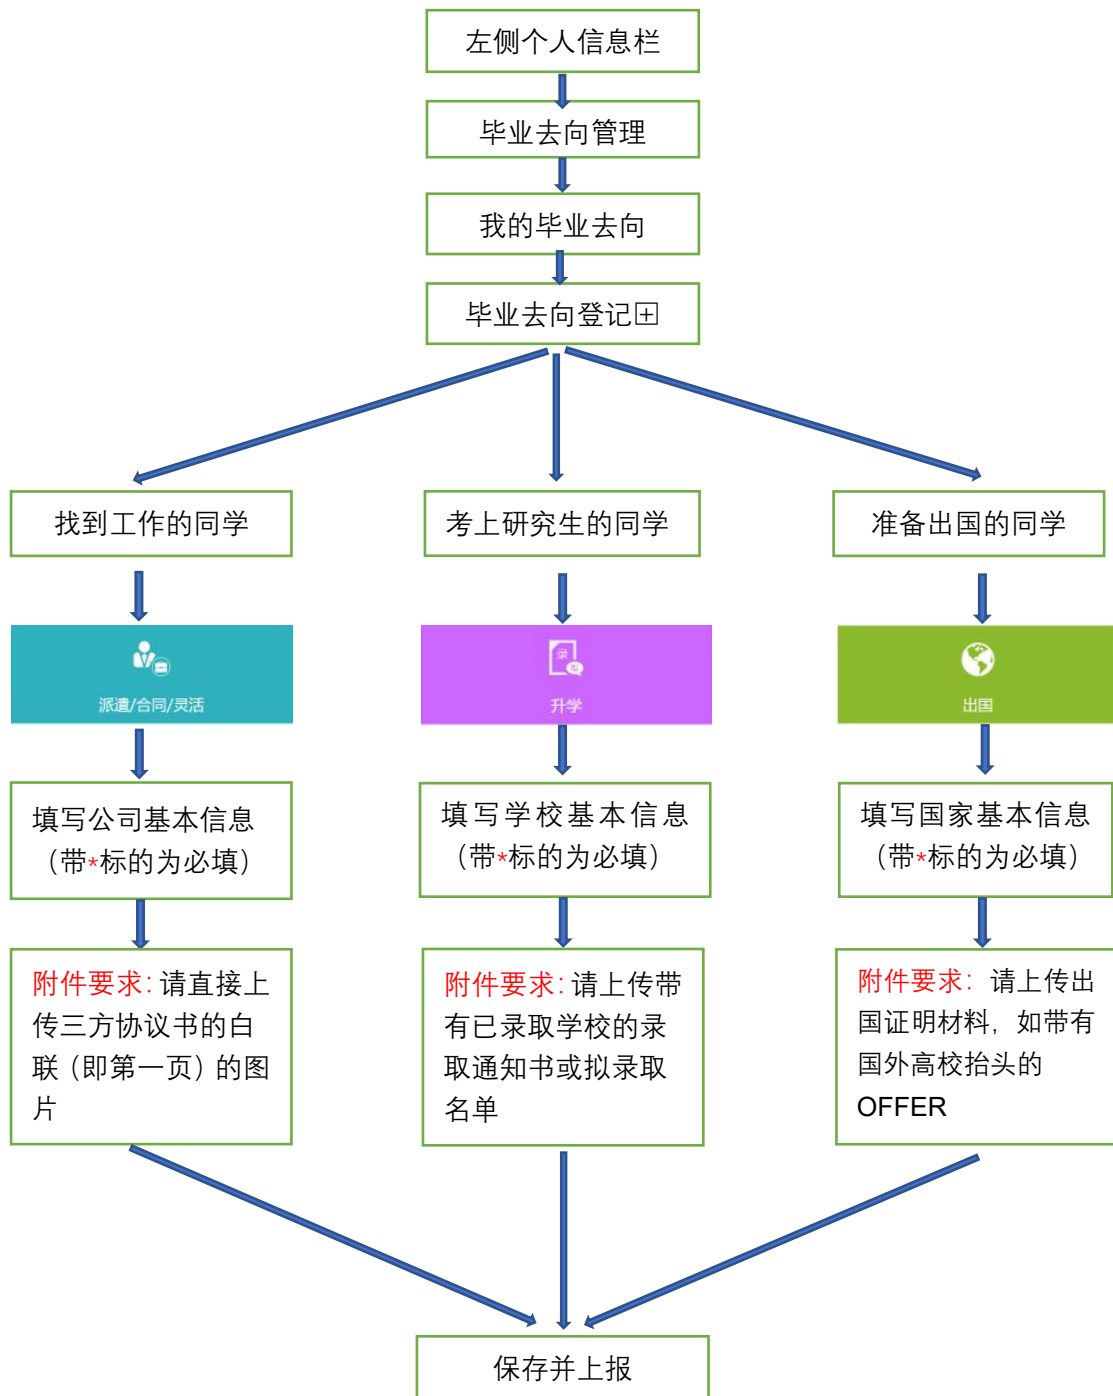 左侧个人信息栏
毕业去向管理
我的毕业去向
毕业去向登记⊞
找到工作的同学
考上研究生的同学
准备出国的同学
派遣/合同/灵活
录
升学
出国
填写公司基本信息
（带*标的为必填）
填写学校基本信息
（带*标的为必填）
填写国家基本信息
（带*标的为必填）
附件要求：请直接上
传三方协议书的白
联（即第一页）的图
片
附件要求：请上传带
有已录取学校的录
取通知书或拟录取
名单
附件要求：请上传出
国证明材料，如带有
国外高校抬头的
OFFER
保存并上报